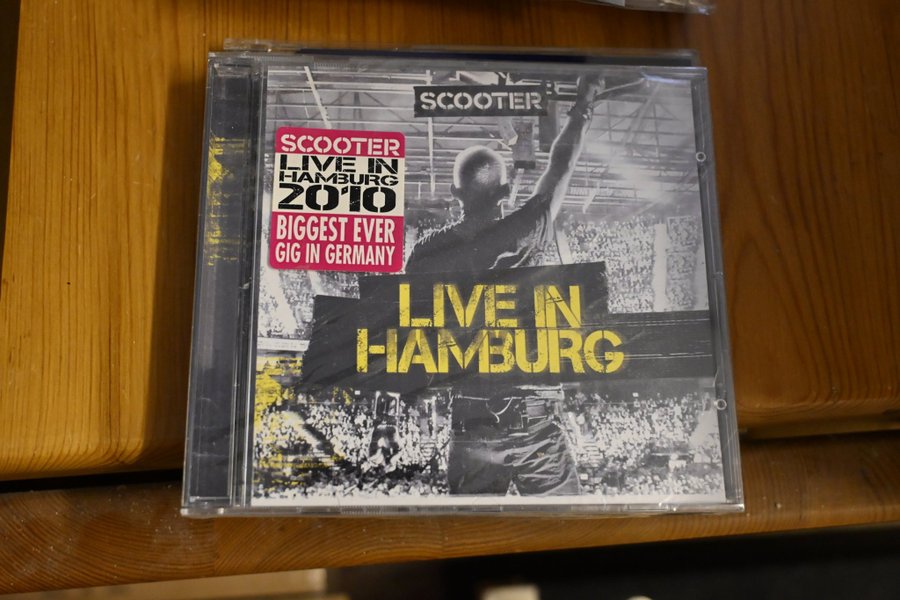 SCOOTER
SCOOTER
LIVE IN
HAMBURG
2010
BIGGEST EVER
GIG IN GERMANY
LIVE IN
HAMBURG